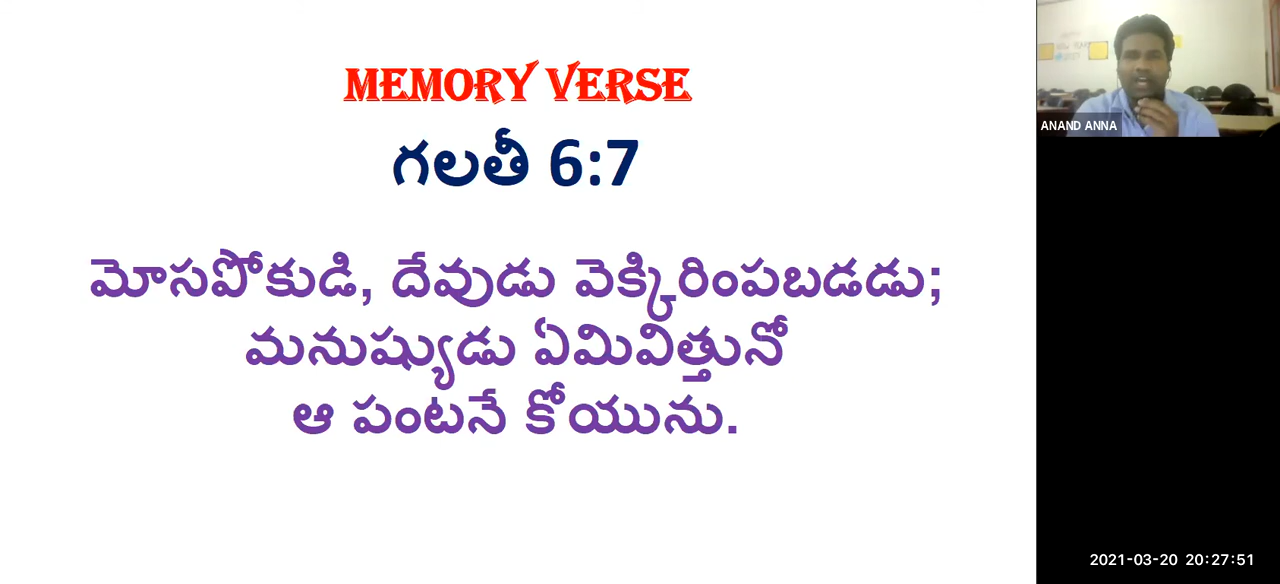 MEMORY VERSE
గలతీ 6:7
మోసపోకుడి, దేవుడు వెక్కిరింపబడడు;
మనుష్యుడు ఏమివిత్తునో
ఆ పంటనే కోయును.
ANAND ANNA
2021-03-20 20:27:51